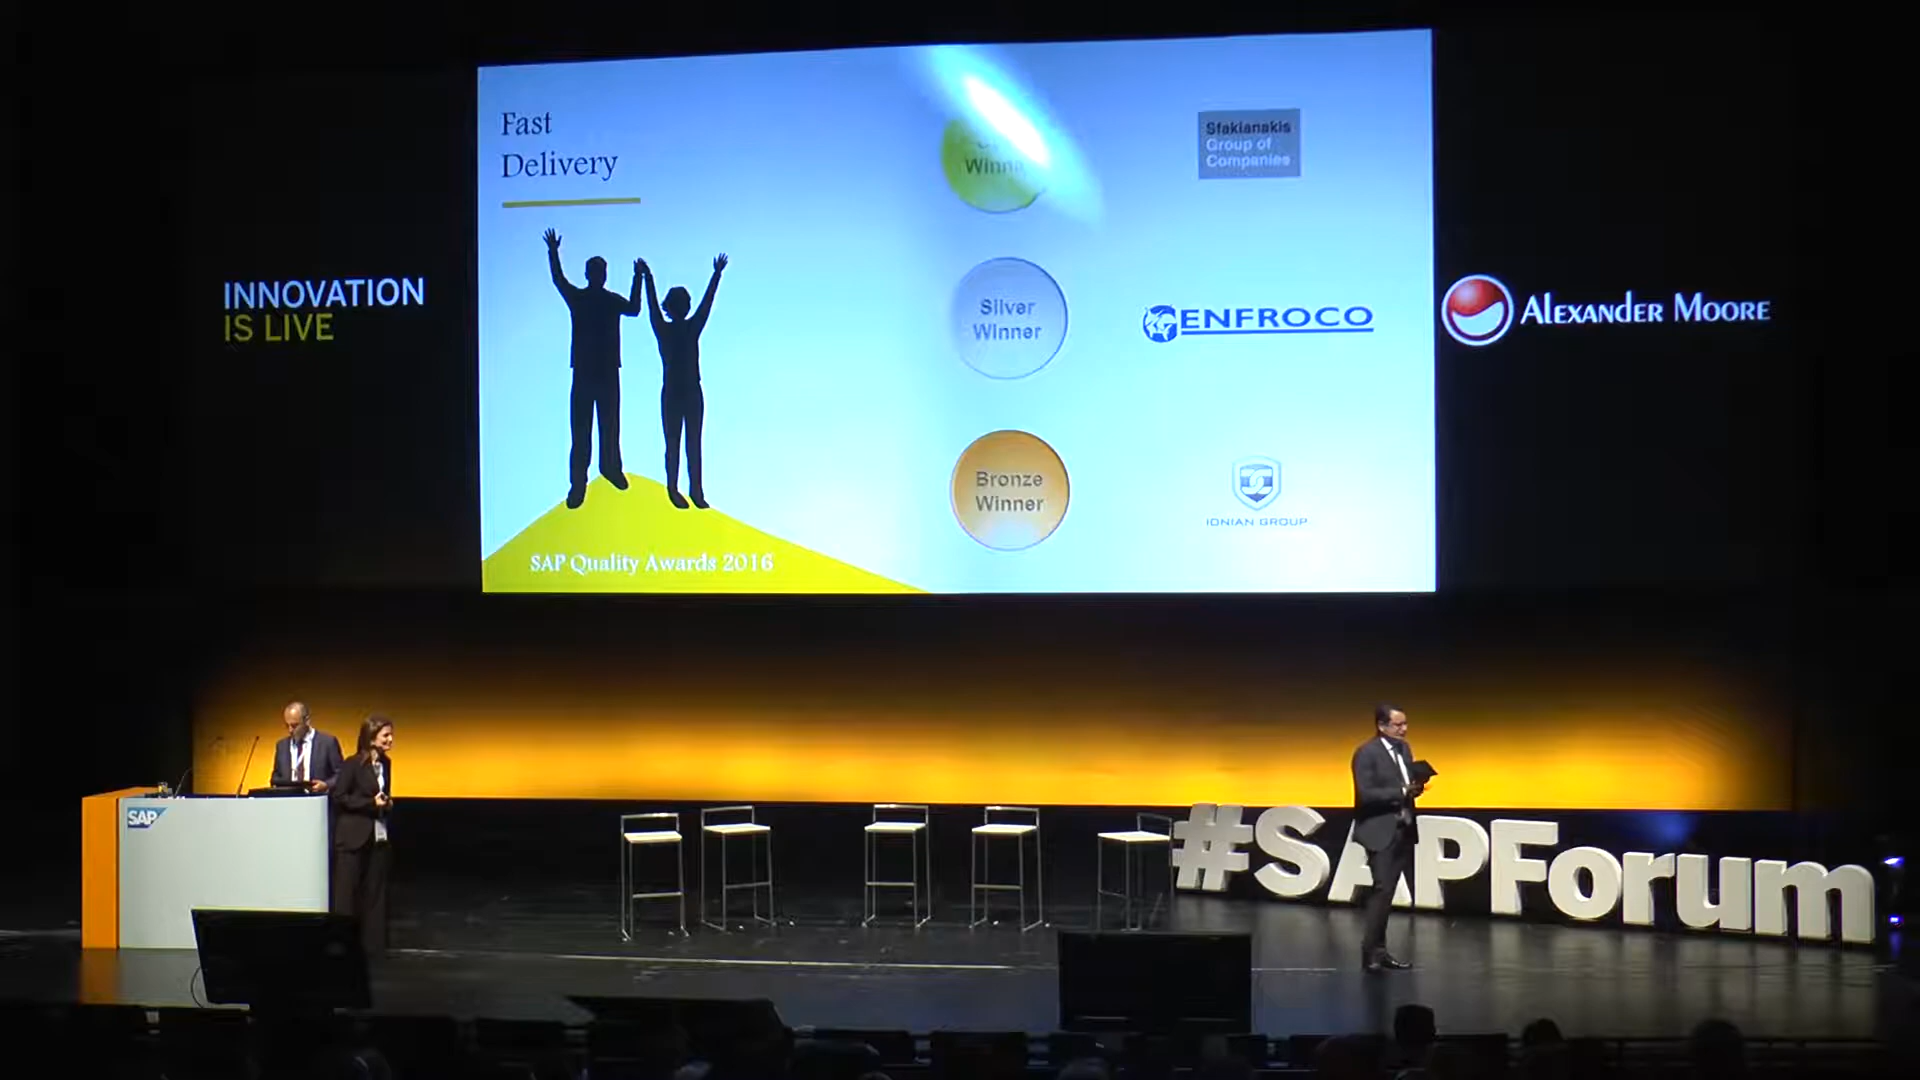 Fast
Delivery
Sfakianakis
Group of
Companies
INNOVATION
IS LIVE
Silver
Winner
ENFROCO
ALEXANDER MOORE
Bronze
Winner
IONIAN GROUP
SAP Quality Awards 2016
SAP
#SAPForum